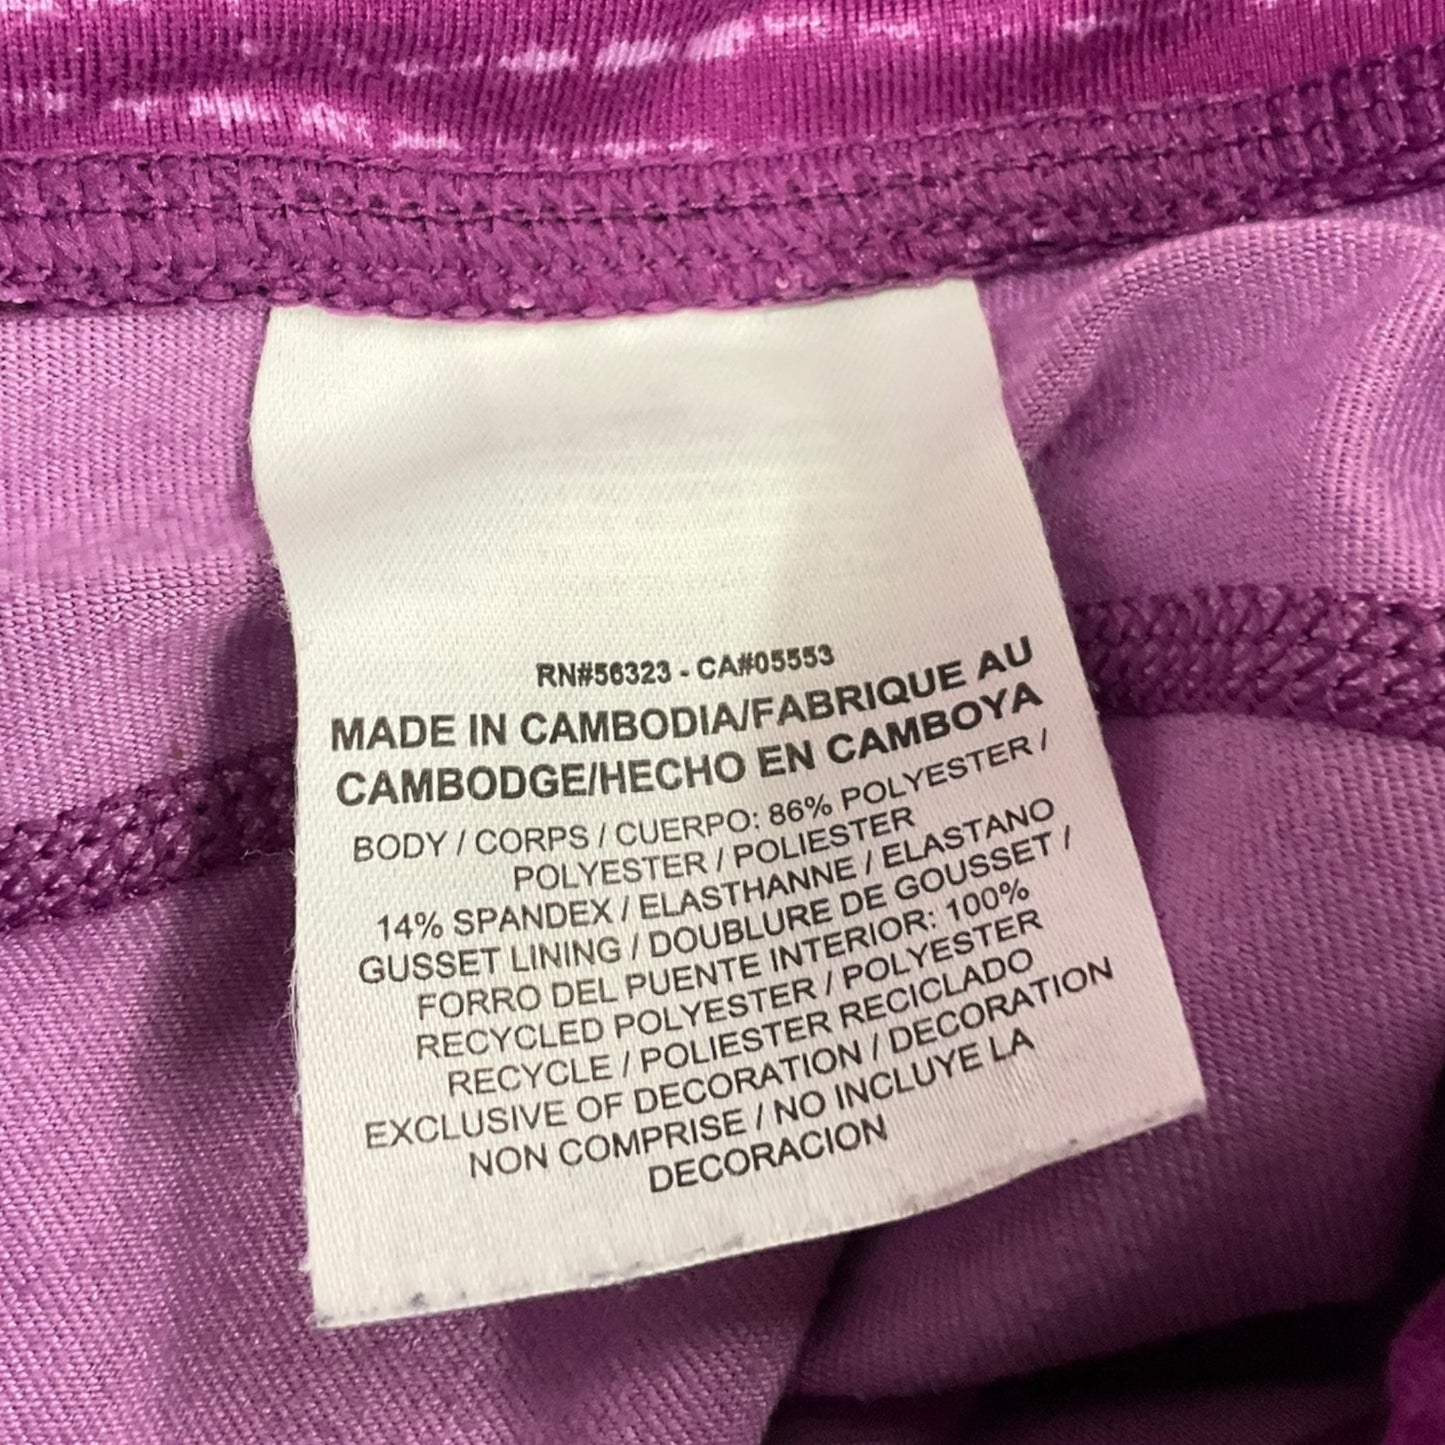 RN#56323 - CA#05553
MADE IN CAMBODIA/FABRIQUE AU
CAMBODGE/HECHO EN CAMBOYA
BODY / CORPS / CUERPO: 86% POLYESTER /
POLYESTER / POLIESTER
14% SPANDEX / ELASTHANNE / ELASTANO
GUSSET LINING / DOUBLURE DE GOUSSET /
FORRO DEL PUENTE INTERIOR: 100%
RECYCLED POLYESTER / POLYESTER
RECYCLE / POLIESTER RECICLADO
EXCLUSIVE OF DECORATION / DECORATION
NON COMPRISE / NO INCLUYE LA
DECORACION